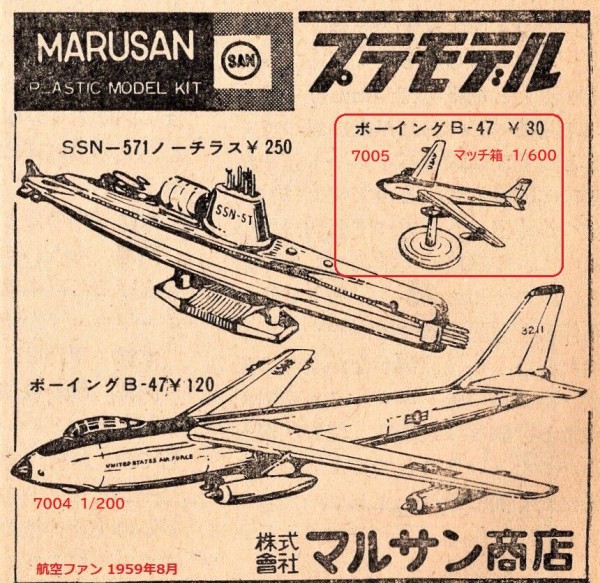 MARUSAN
PLASTIC MODEL KIT
SAN
プラモデル
SSN-571ノーチラス¥250
ボーイングB-47 ¥30
7005 マッチ箱 1/600
SSN-57
ボーイングB-47¥120
3211
UNITED STATES AIR FORCE
7004 1/200
航空ファン 1959年8月
株式會社 マルサン商店